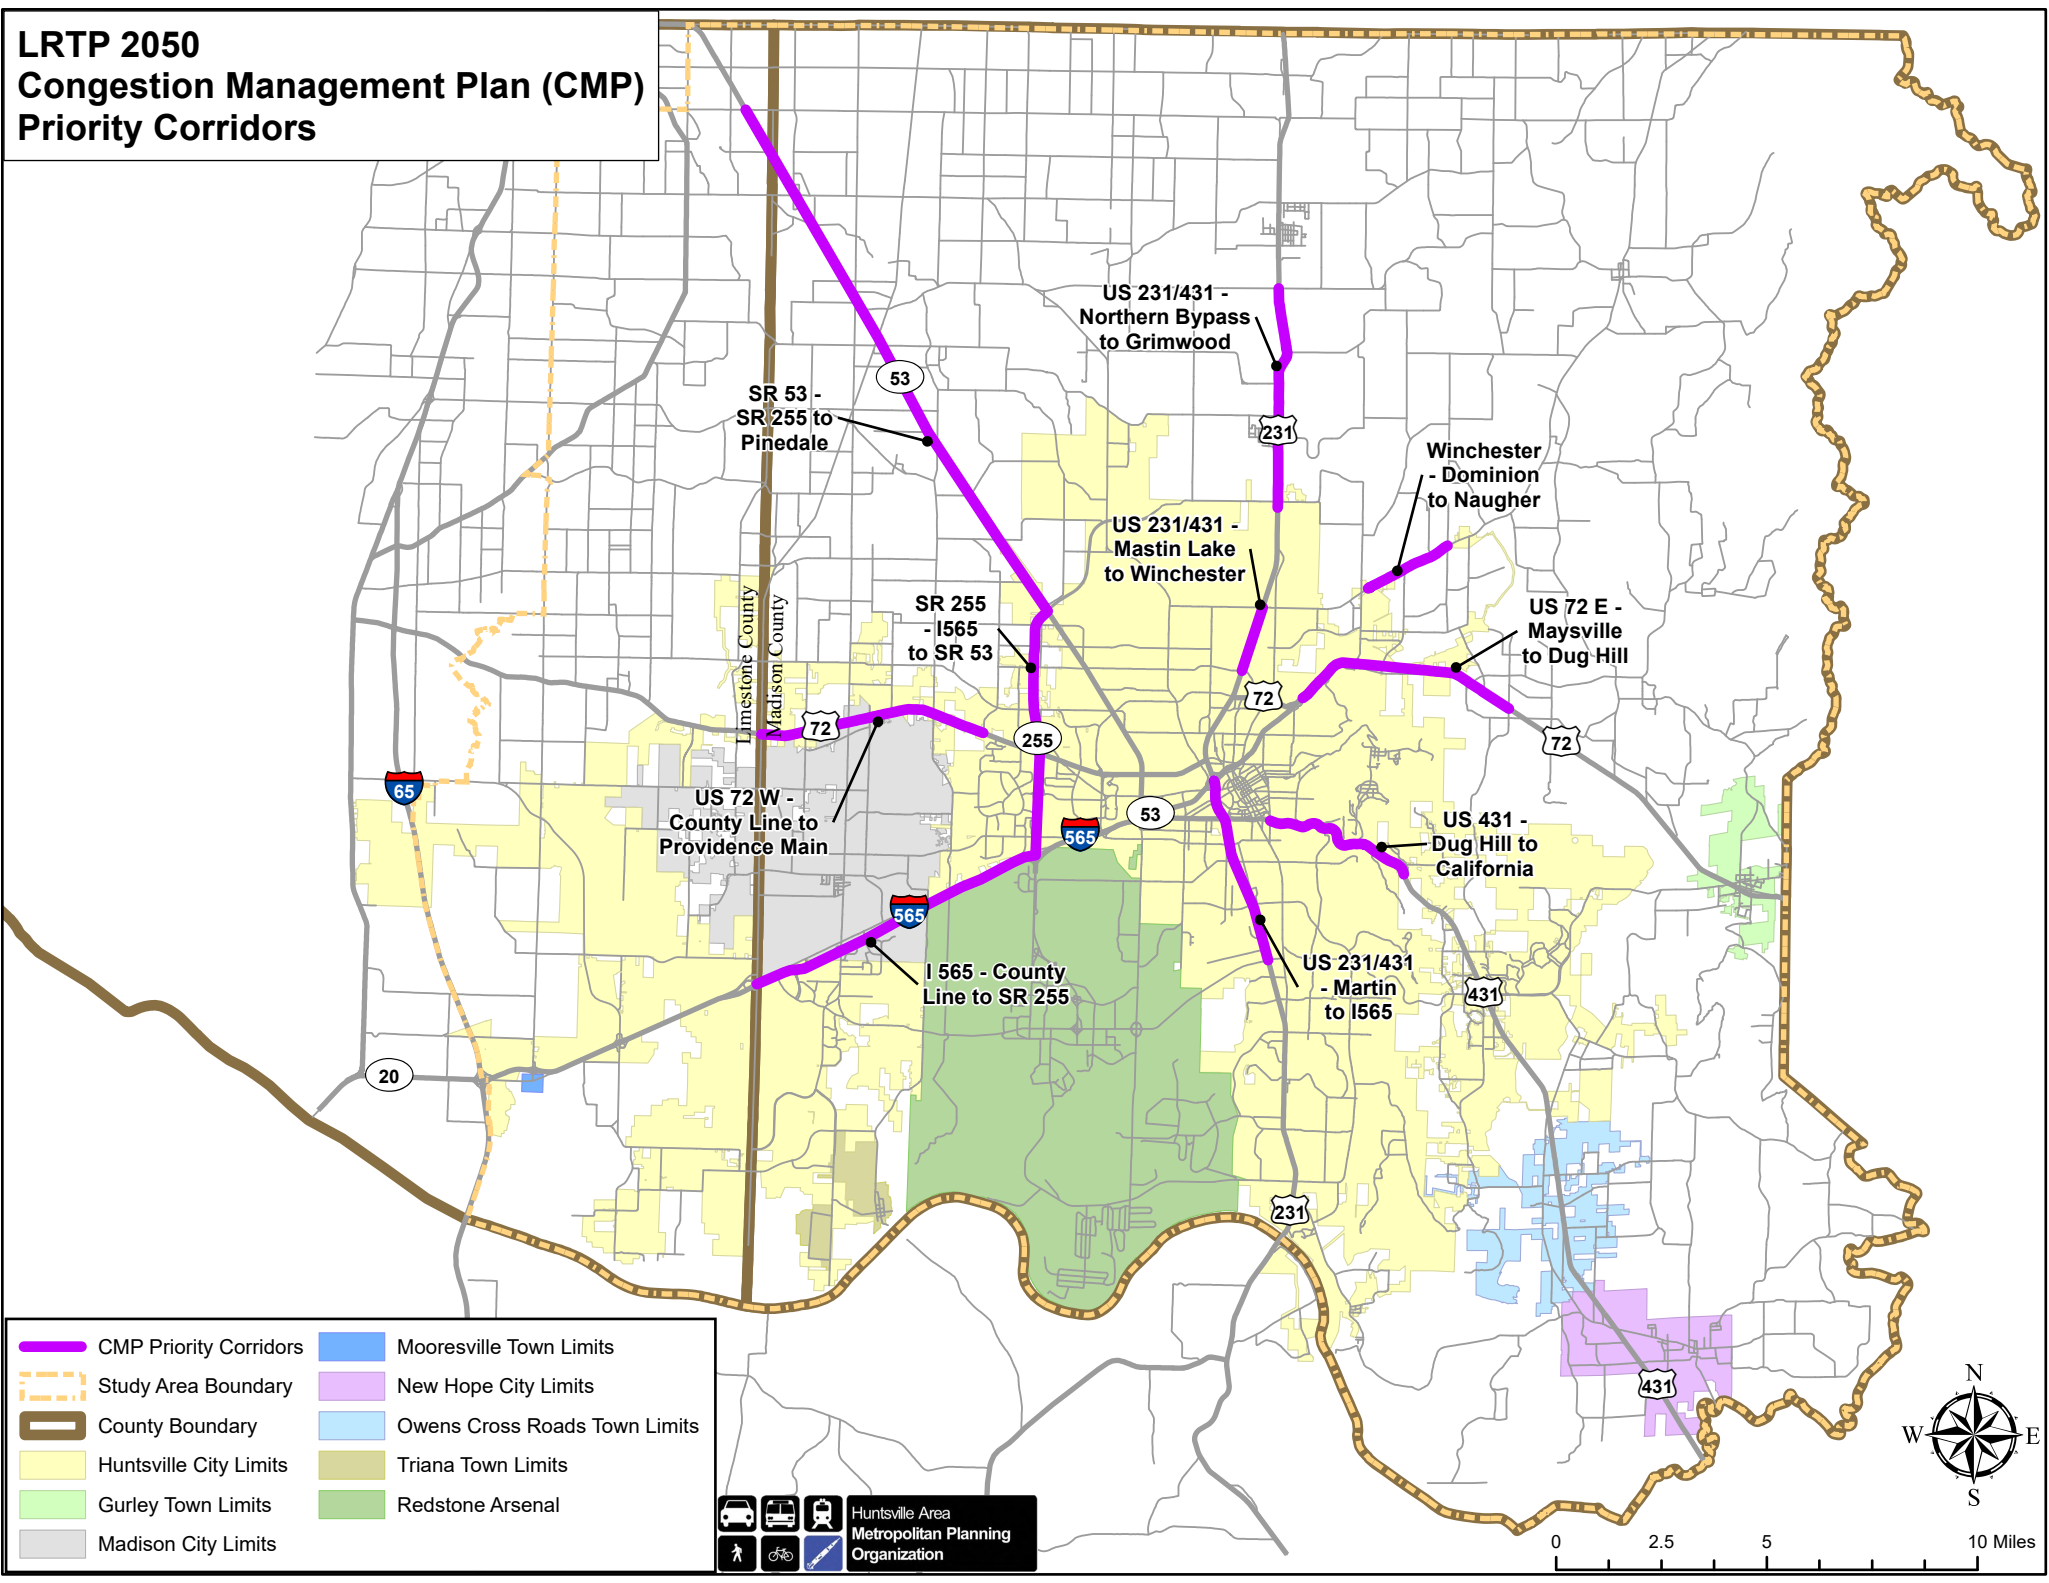 LRTP 2050
Congestion Management Plan (CMP)
Priority Corridors
US 231/431 -
Northern Bypass
to Grimwood
53
SR 53 -
SR 255 to
Pinedale
231
Winchester
- Dominion
to Naugher
US 231/431 -
Mastin Lake
to Winchester
SR 255
- I565
to SR 53
US 72 E -
Maysville
to Dug Hill
Limestone County
Madison County
72
72
255
72
65
US 72 W -
County Line to
Providence Main
53
565
US 431 -
Dug Hill to
California
565
I 565 - County
Line to SR 255
US 231/431
- Martin
to I565
431
20
231
431
CMP Priority Corridors
Study Area Boundary
County Boundary
Huntsville City Limits
Gurley Town Limits
Madison City Limits
Mooresville Town Limits
New Hope City Limits
Owens Cross Roads Town Limits
Triana Town Limits
Redstone Arsenal
Huntsville Area
Metropolitan Planning
Organization
N
W
E
S
0 2.5 5 10 Miles